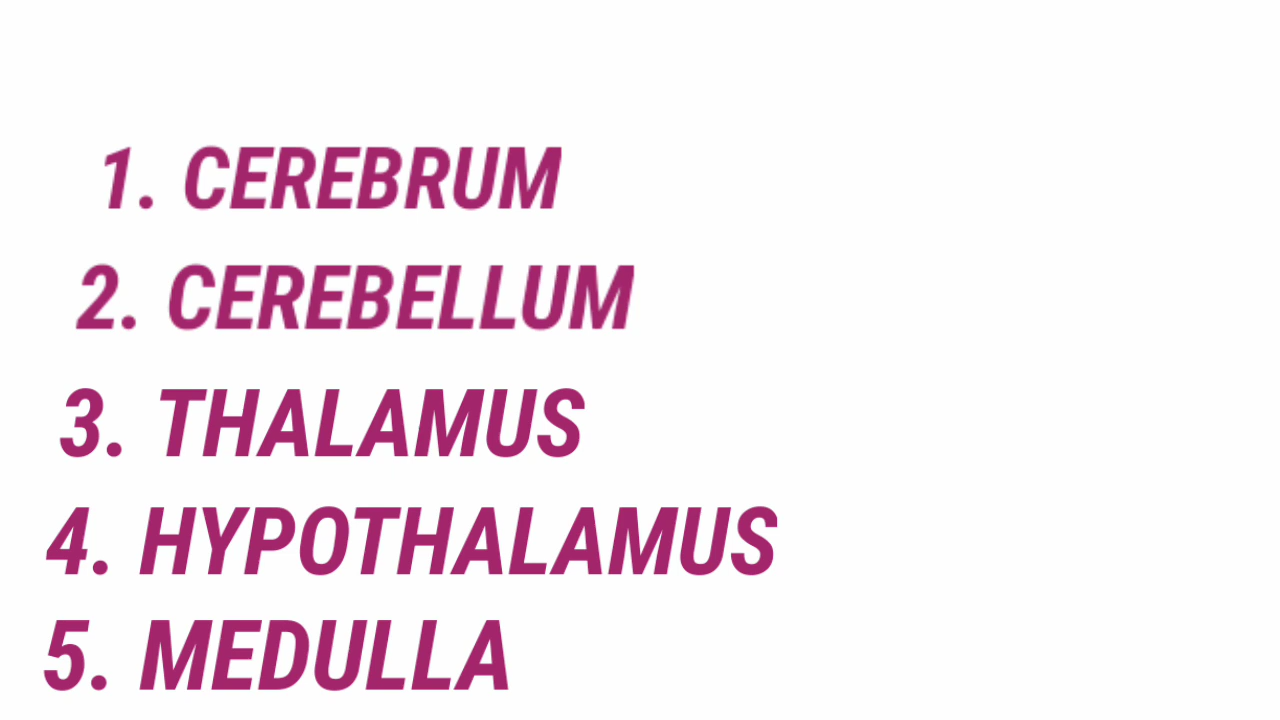 1. CEREBRUM
2. CEREBELLUM
3. THALAMUS
4. HYPOTHALAMUS
5. MEDULLA